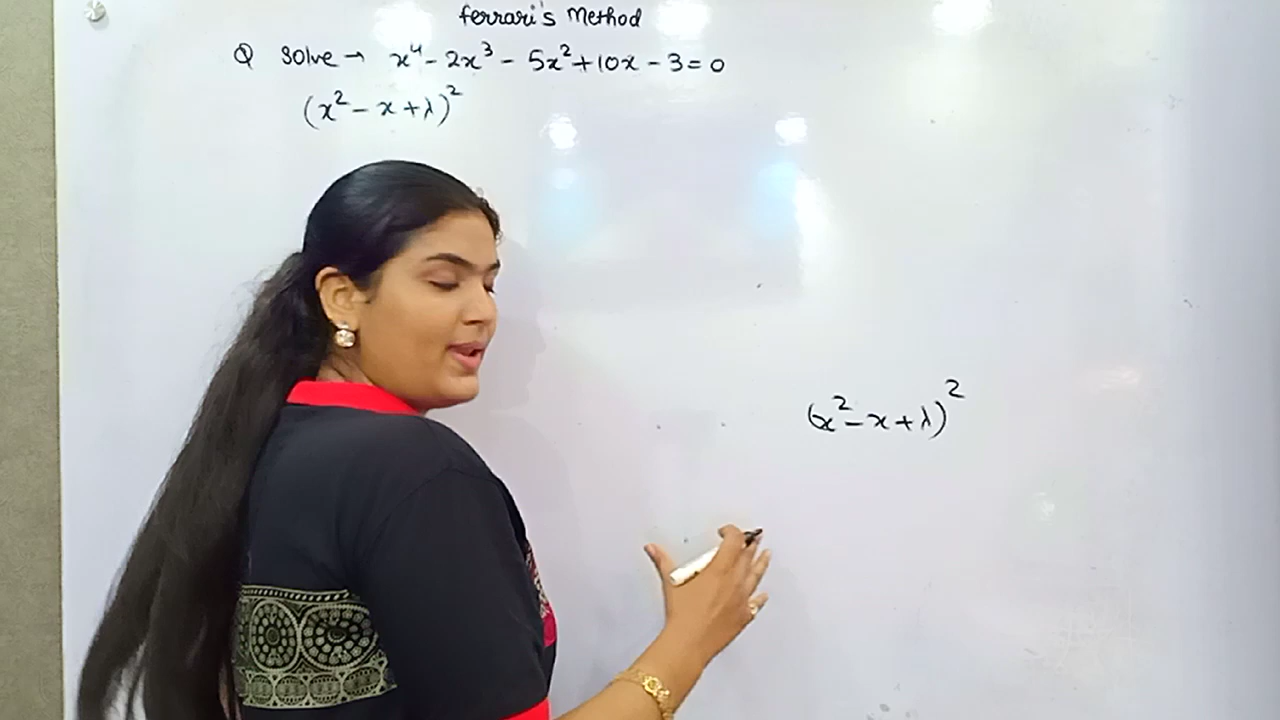 Ferrari's Method
Q Solve → x⁴ - 2x³ - 5x² + 10x - 3 = 0
(x² - x + λ)²
(x² - x + λ)²